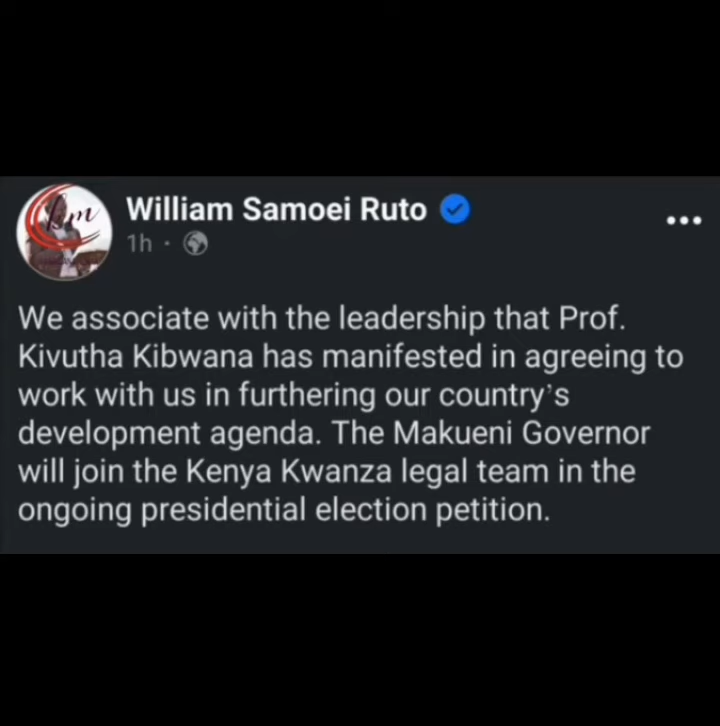 William Samoei Ruto
1h ·
We associate with the leadership that Prof.
Kivutha Kibwana has manifested in agreeing to
work with us in furthering our country's
development agenda. The Makueni Governor
will join the Kenya Kwanza legal team in the
ongoing presidential election petition.